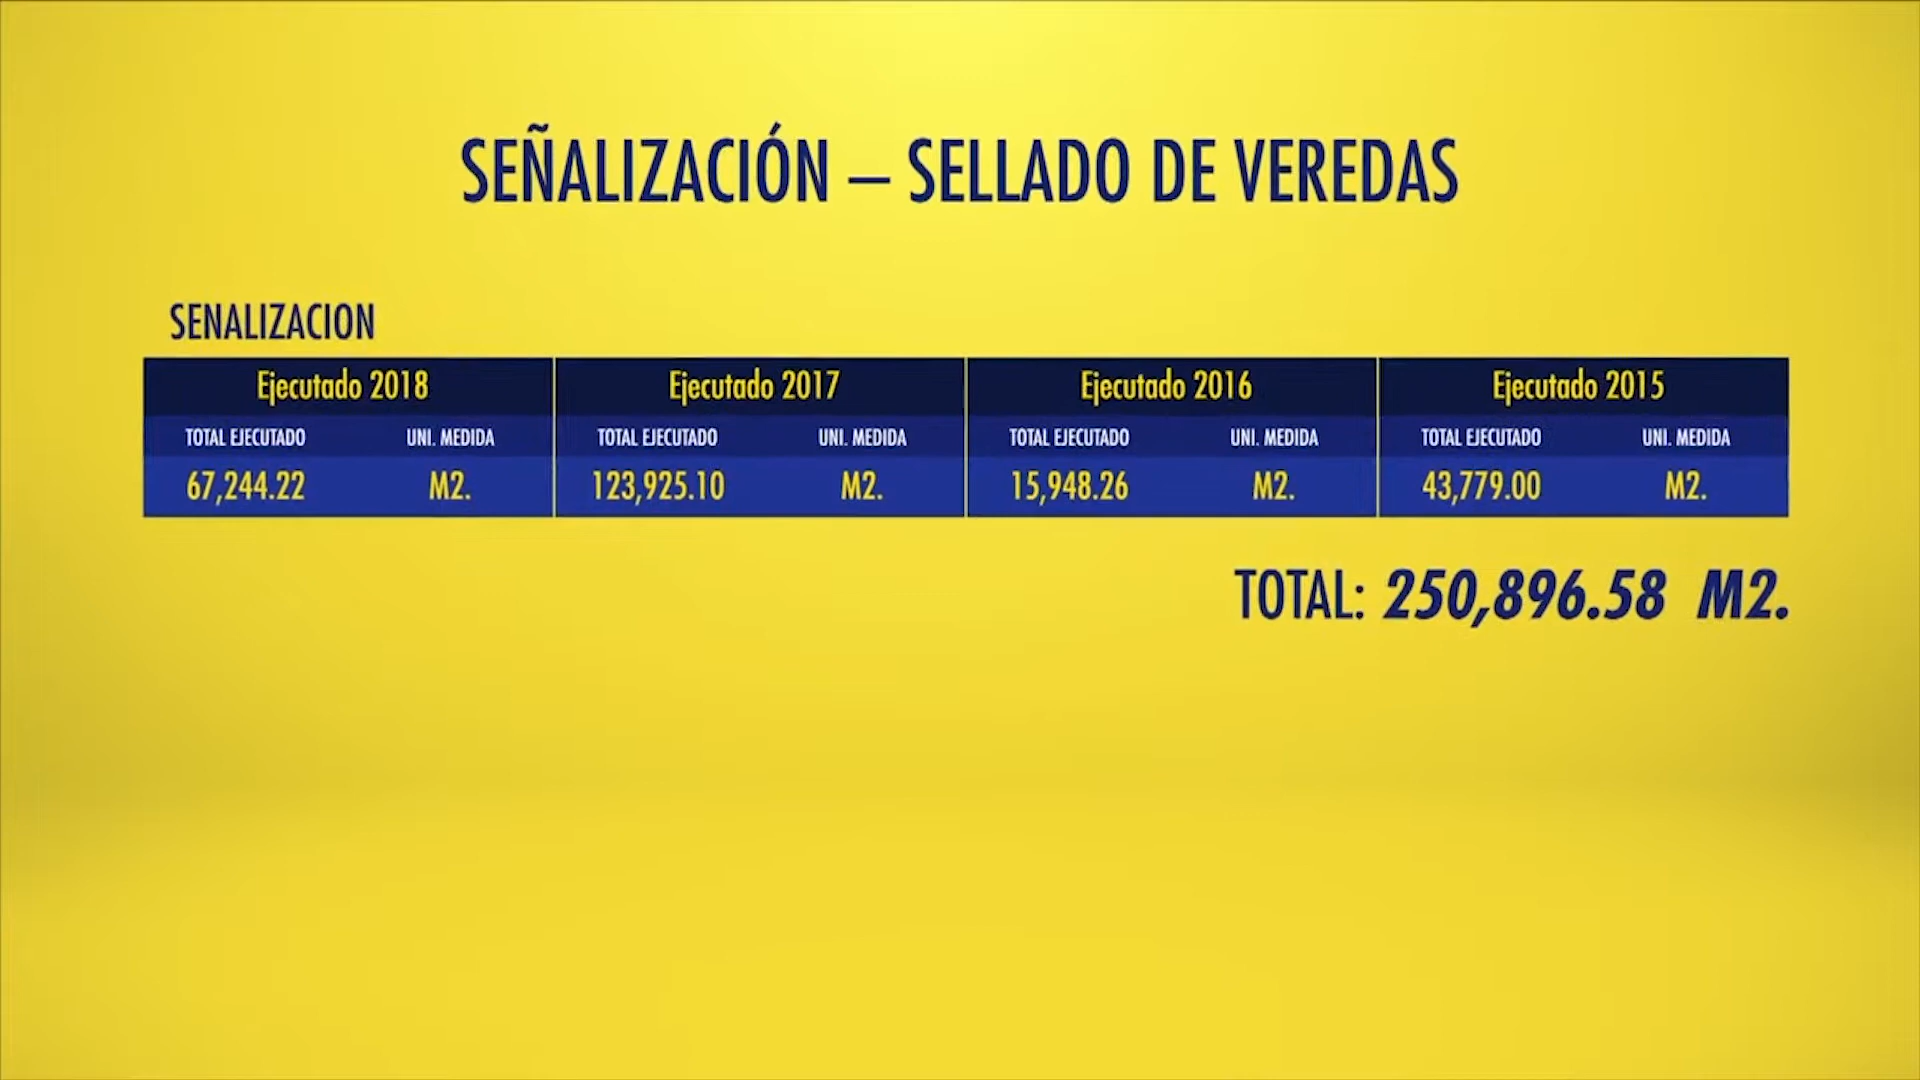 SEÑALIZACIÓN – SELLADO DE VEREDAS
SENALIZACION
Ejecutado 2018 Ejecutado 2017 Ejecutado 2016 Ejecutado 2015
TOTAL EJECUTADO UNI. MEDIDA TOTAL EJECUTADO UNI. MEDIDA TOTAL EJECUTADO UNI. MEDIDA TOTAL EJECUTADO UNI. MEDIDA
67,244.22 M2. 123,925.10 M2. 15,948.26 M2. 43,779.00 M2.
TOTAL: 250,896.58 M2.